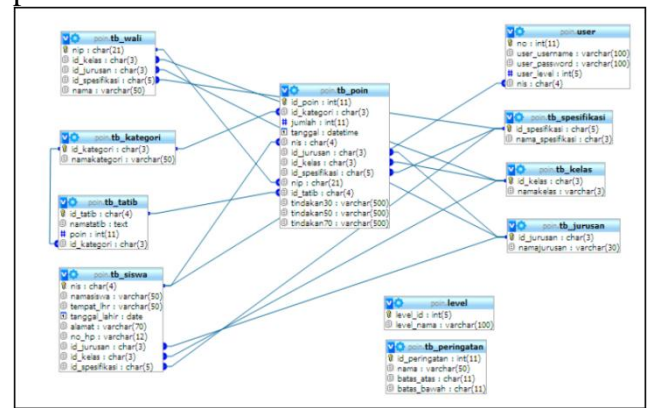 poin.tb_wali
nip : char(21)
id_kelas : char(3)
id_jurusan : char(3)
id_spesifikasi : char(5)
nama : varchar(50)
poin.tb_kategori
id_kategori : char(3)
namakategori : varchar(50)
poin.tb_tatib
id_tatib : char(4)
namatatib : text
poin : int(11)
id_kategori : char(3)
poin.tb_siswa
nis : char(4)
namasiswa : varchar(50)
tempat_lhr : varchar(50)
tanggal_lahir : date
alamat : varchar(70)
no_hp : varchar(12)
id_jurusan : char(3)
id_kelas : char(3)
id_spesifikasi : char(5)
poin.tb_poin
id_poin : int(11)
id_kategori : char(3)
jumlah : int(11)
tanggal : datetime
nis : char(4)
id_jurusan : char(3)
id_kelas : char(3)
id_spesifikasi : char(5)
nip : char(21)
id_tatib : char(4)
tindakan30 : varchar(500)
tindakan50 : varchar(500)
tindakan70 : varchar(500)
poin.user
no : int(11)
user_username : varchar(100)
user_password : varchar(100)
user_level : int(5)
nis : char(4)
poin.tb_spesifikasi
id_spesifikasi : char(5)
nama_spesifikasi : char(3)
poin.tb_kelas
id_kelas : char(3)
namakelas : varchar(3)
poin.tb_jurusan
id_jurusan : char(3)
namajurusan : varchar(30)
poin.level
level_id : int(5)
level_nama : varchar(100)
poin.tb_peringatan
id_peringatan : int(11)
nama : varchar(50)
batas_atas : char(11)
batas_bawah : char(11)